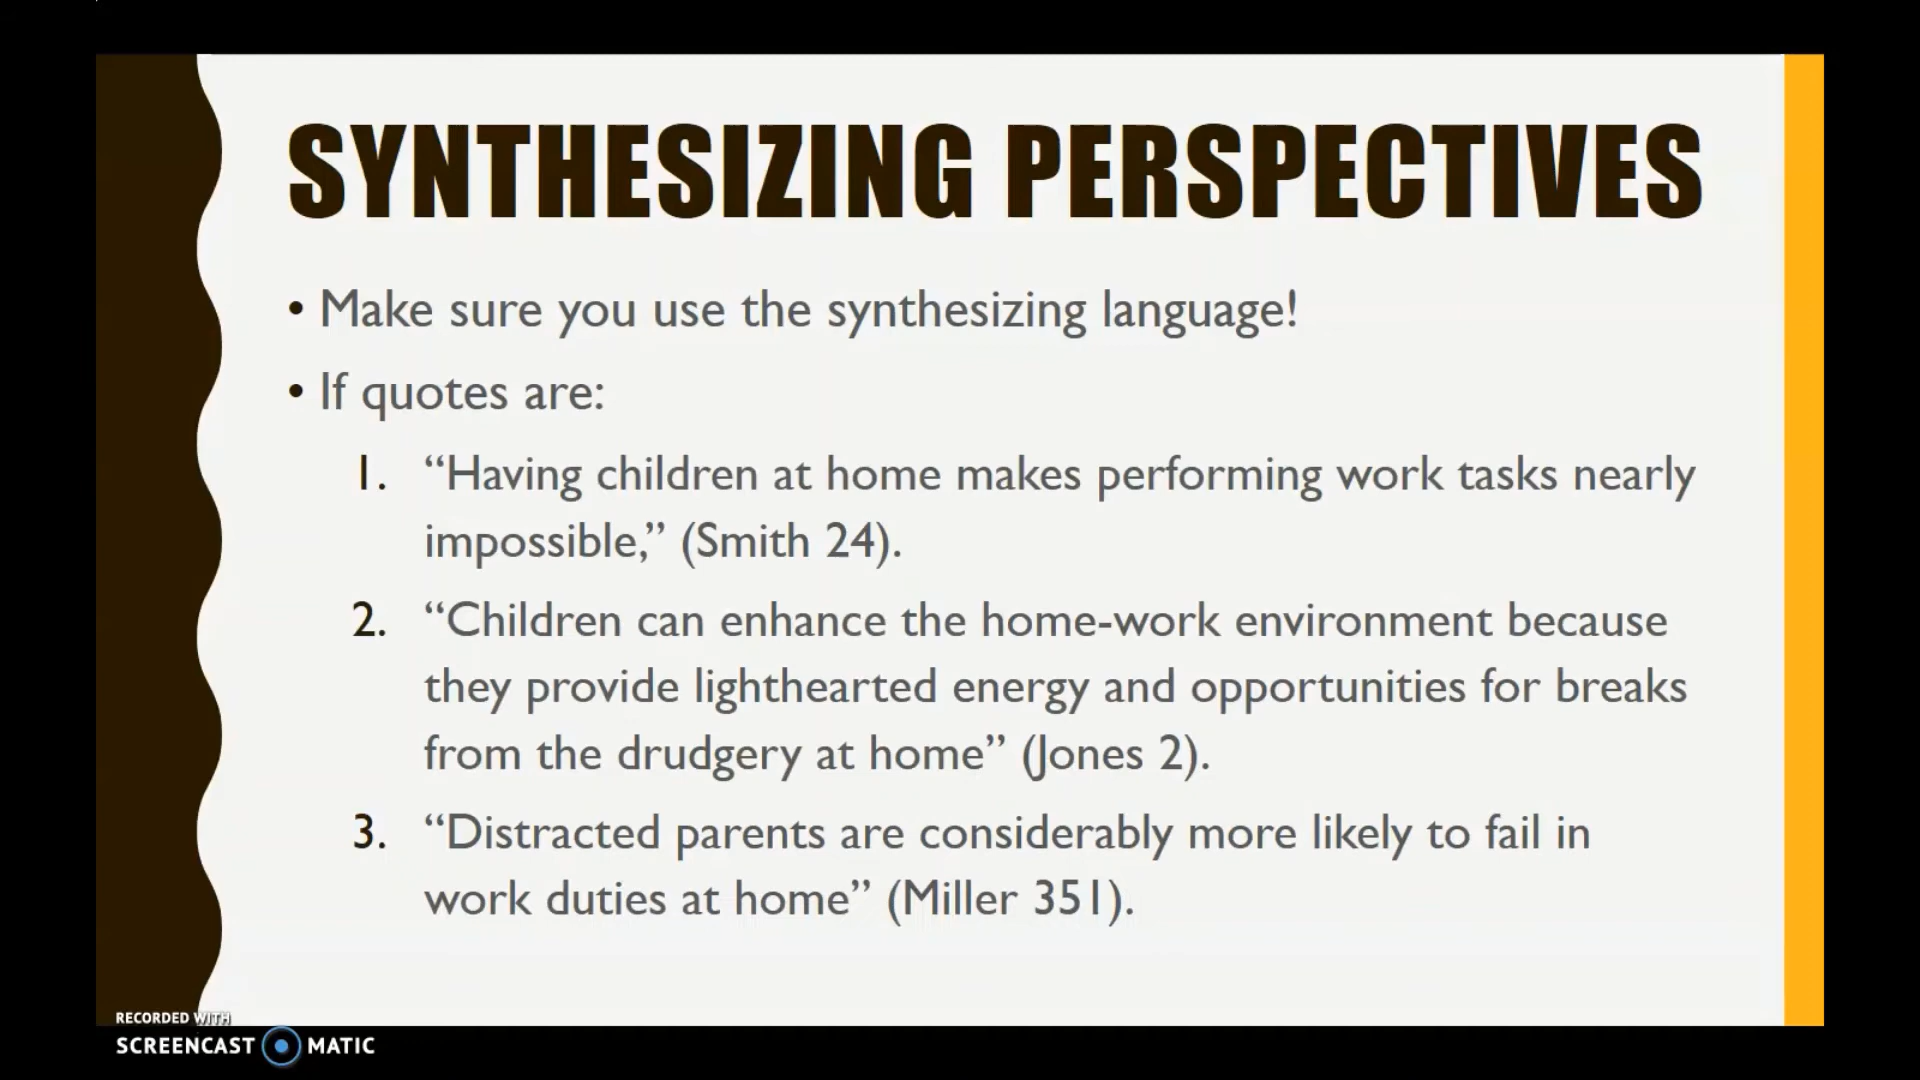 SYNTHESIZING PERSPECTIVES
• Make sure you use the synthesizing language!
• If quotes are:
1. “Having children at home makes performing work tasks nearly
impossible,” (Smith 24).
2. “Children can enhance the home-work environment because
they provide lighthearted energy and opportunities for breaks
from the drudgery at home” (Jones 2).
3. “Distracted parents are considerably more likely to fail in
work duties at home” (Miller 351).
RECORDED WITH
SCREENCAST MATIC